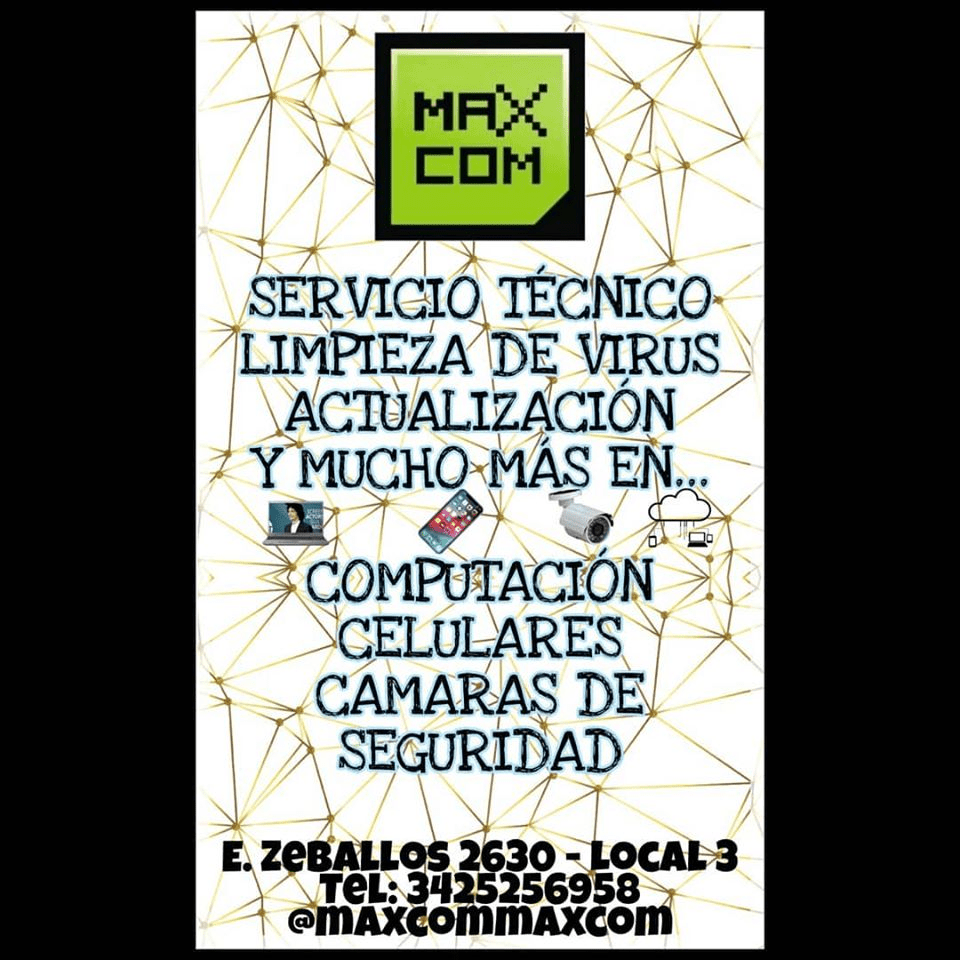 MAX
COM
SERVICIO TÉCNICO
LIMPIEZA DE VIRUS
ACTUALIZACIÓN
Y MUCHO MÁS EN...
COMPUTACIÓN
CELULARES
CAMARAS DE
SEGURIDAD
E. ZEBALLOS 2630 - LOCAL 3
TEL: 3425256958
@MAXCOMMAXCOM